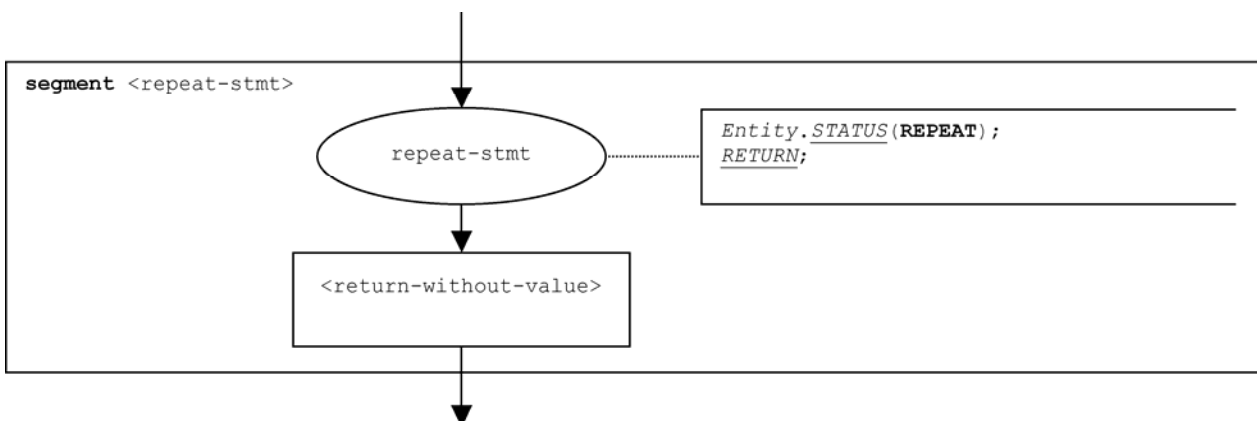 segment <repeat-stmt>
repeat-stmt
Entity.STATUS(REPEAT);
RETURN;
<return-without-value>